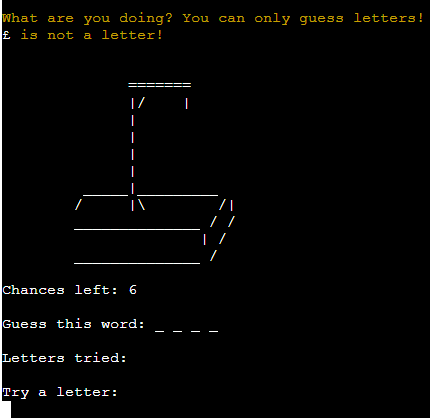 What are you doing? You can only guess letters!
£ is not a letter!
Chances left: 6
Guess this word: _ _ _ _
Letters tried:
Try a letter: